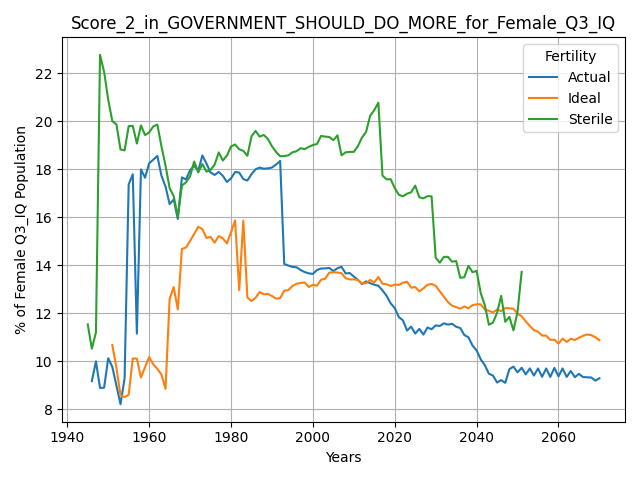 Score_2_in_GOVERNMENT_SHOULD_DO_MORE_for_Female_Q3_IQ
Fertility
Actual
Ideal
Sterile
% of Female Q3_IQ Population
22
20
18
16
14
12
10
8
1940
1960
1980
2000
2020
2040
2060
Years